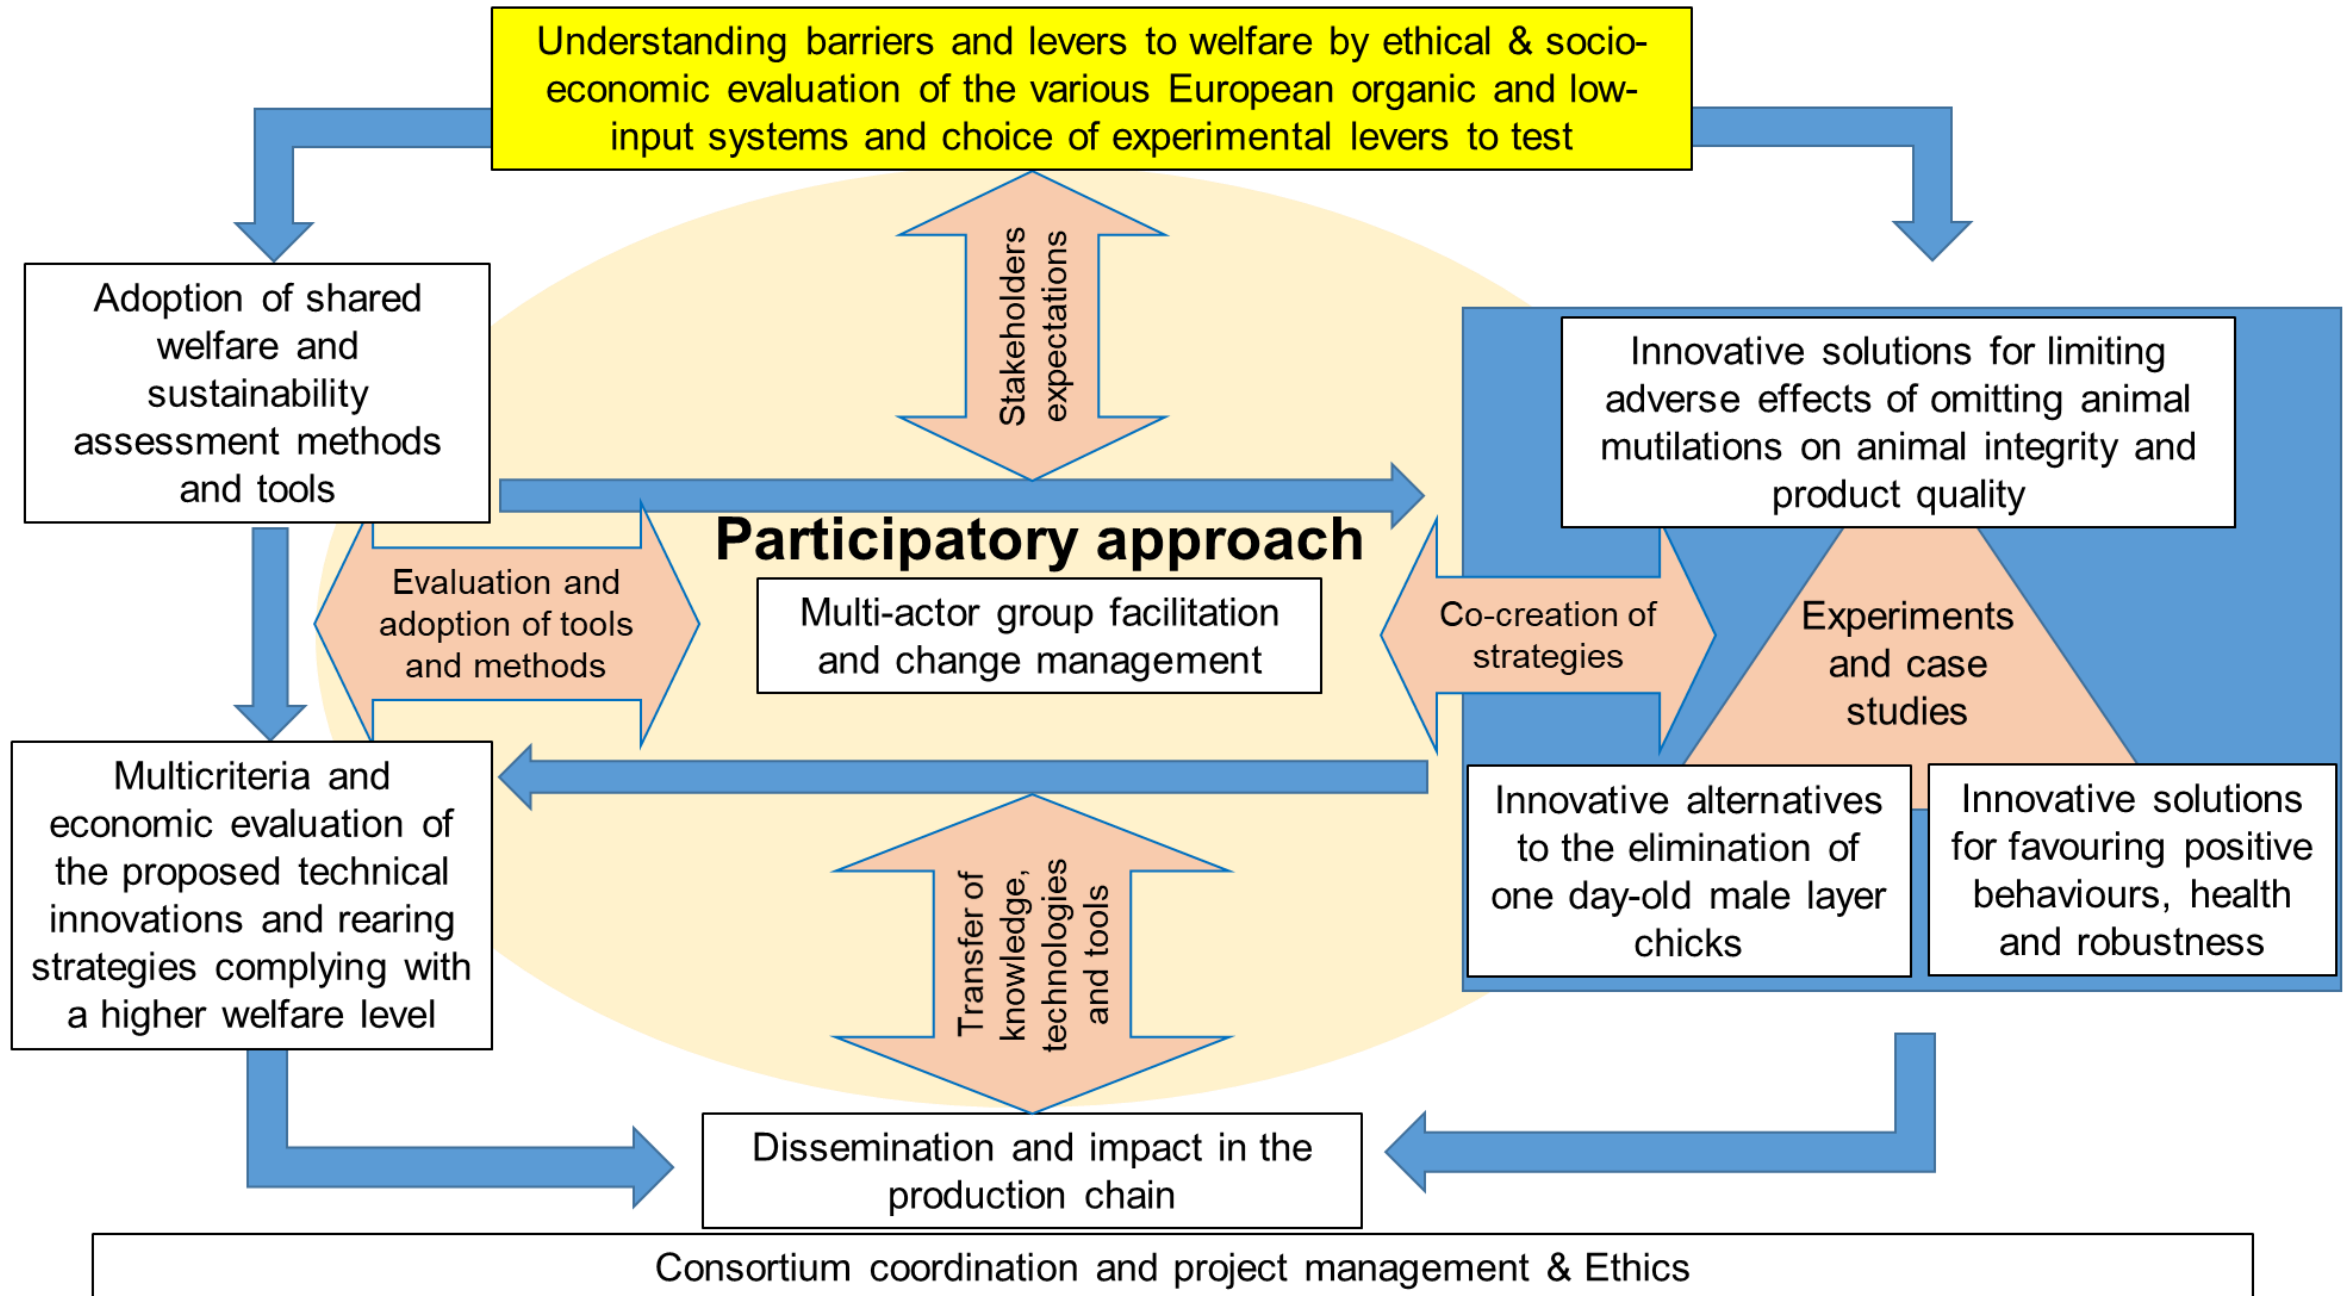 Understanding barriers and levers to welfare by ethical & socio-
economic evaluation of the various European organic and low-
input systems and choice of experimental levers to test
Adoption of shared
welfare and
sustainability
assessment methods
and tools
Stakeholders
expectations
Innovative solutions for limiting
adverse effects of omitting animal
mutilations on animal integrity and
product quality
Participatory approach
Evaluation and
adoption of tools
and methods
Multi-actor group facilitation
and change management
Co-creation of
strategies
Experiments
and case
studies
Multicriteria and
economic evaluation of
the proposed technical
innovations and rearing
strategies complying with
a higher welfare level
Transfer of
knowledge,
technologies
and tools
Innovative alternatives
to the elimination of
one day-old male layer
chicks
Innovative solutions
for favouring positive
behaviours, health
and robustness
Dissemination and impact in the
production chain
Consortium coordination and project management & Ethics